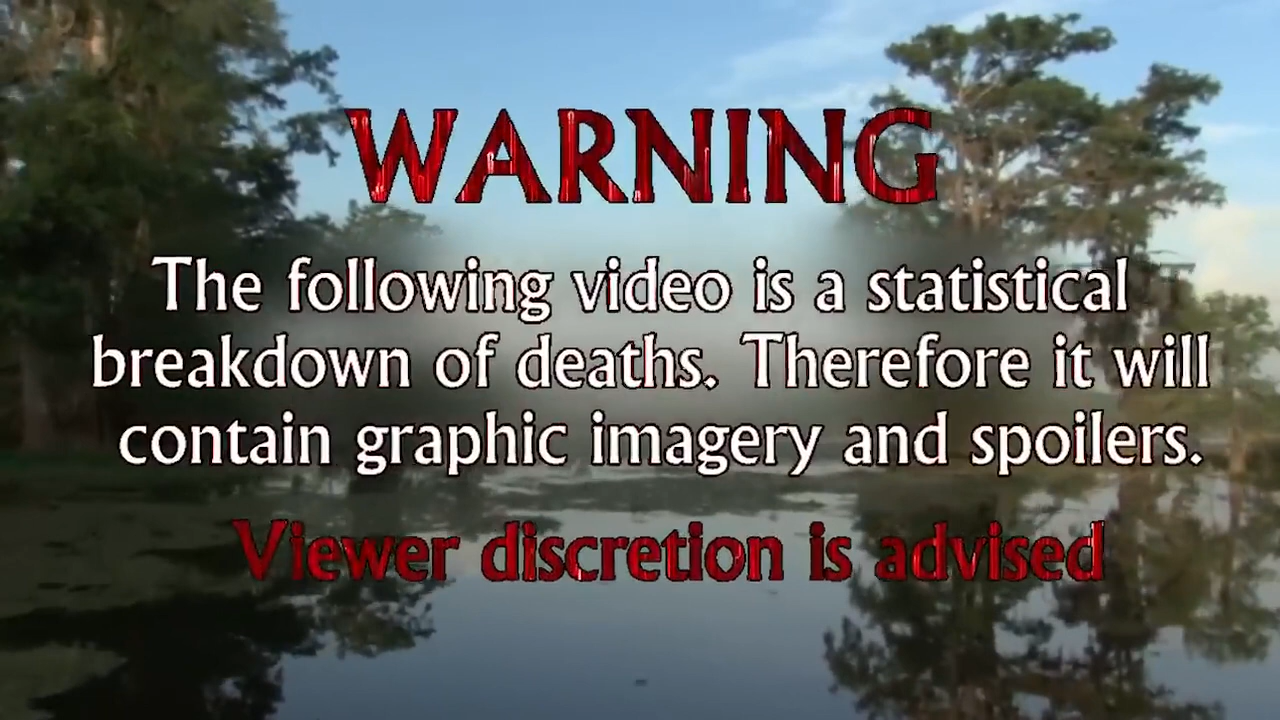 WARNING
The following video is a statistical
breakdown of deaths. Therefore it will
contain graphic imagery and spoilers.
Viewer discretion is advised